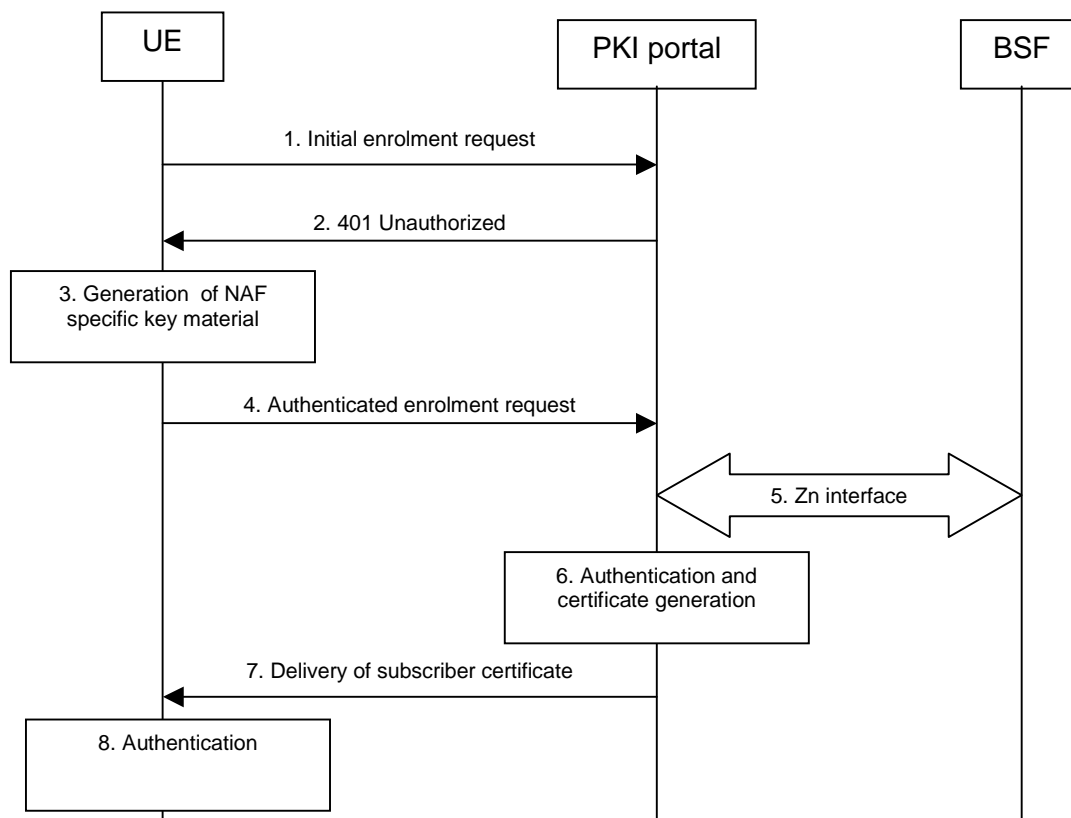 UE
PKI portal
BSF
1. Initial enrolment request
2. 401 Unauthorized
3. Generation of NAF
specific key material
4. Authenticated enrolment request
5. Zn interface
6. Authentication and
certificate generation
7. Delivery of subscriber certificate
8. Authentication